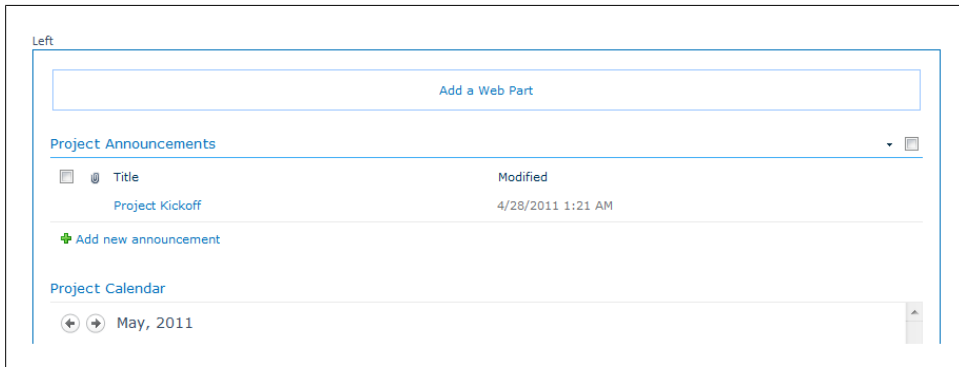 Left
Add a Web Part
Project Announcements
Title Modified
Project Kickoff 4/28/2011 1:21 AM
Add new announcement
Project Calendar
May, 2011